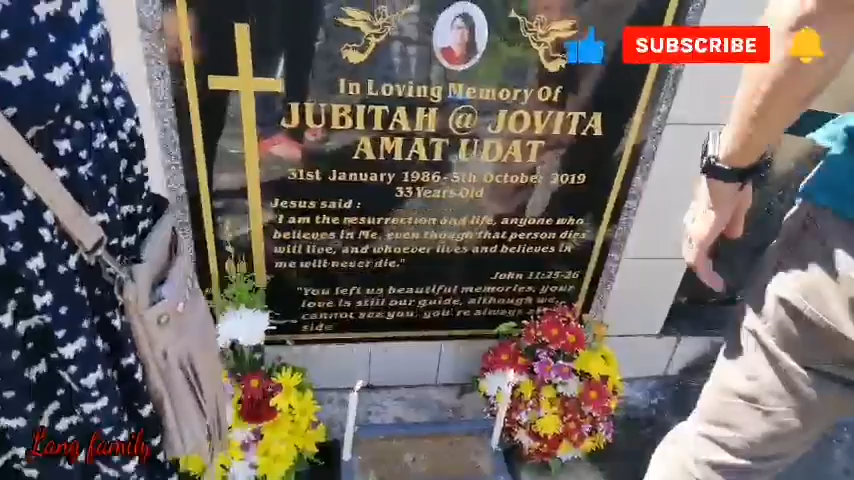 SUBSCRIBE
In Loving Memory Of
JUBITAH @ JOVITA
AMAT UDAT
31st January 1986 - 5th October 2019
33 Years Old
Jesus said :
"I am the resurrection and life, anyone who
believes in Me, even though that person dies,
will still live, and whoever lives and believes in
me will never die."
John 11:25-26
"You left us beautiful memories, your
love is still our guide, although we
cannot see you, you're always at our
side
Lang family